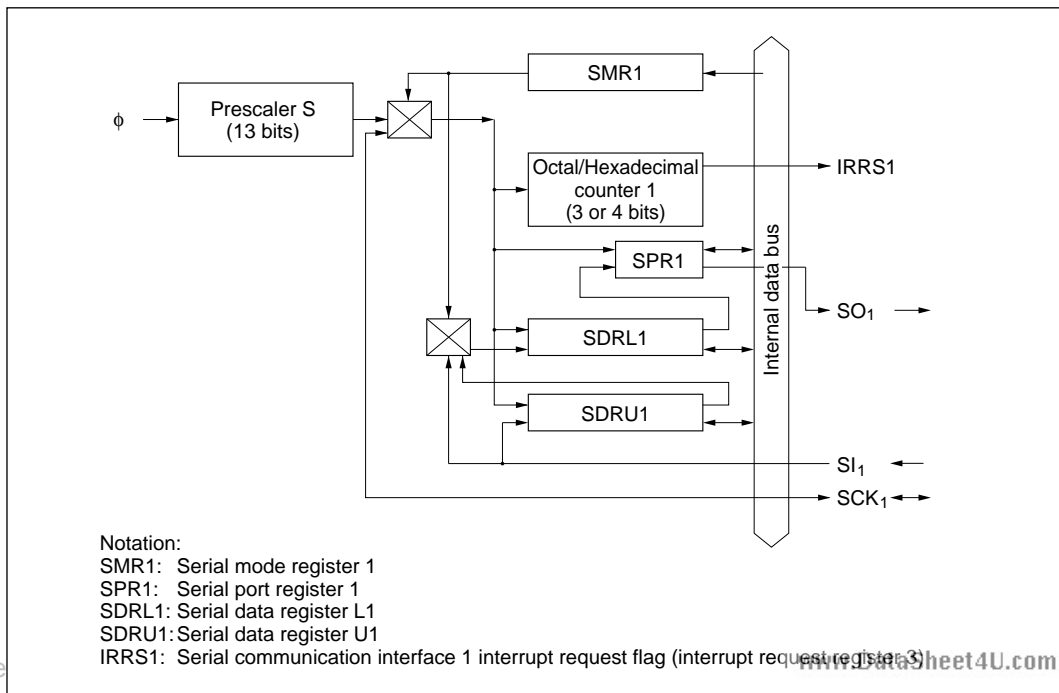 SMR1
Prescaler S
(13 bits)
ϕ
Octal/Hexadecimal
counter 1
(3 or 4 bits)
IRRS1
SPR1
Internal data bus
SO1
SDRL1
SDRU1
SI1
SCK1
Notation:
SMR1: Serial mode register 1
SPR1: Serial port register 1
SDRL1: Serial data register L1
SDRU1: Serial data register U1
IRRS1: Serial communication interface 1 interrupt request flag (interrupt request register 3)
www.DataSheet4U.com
e